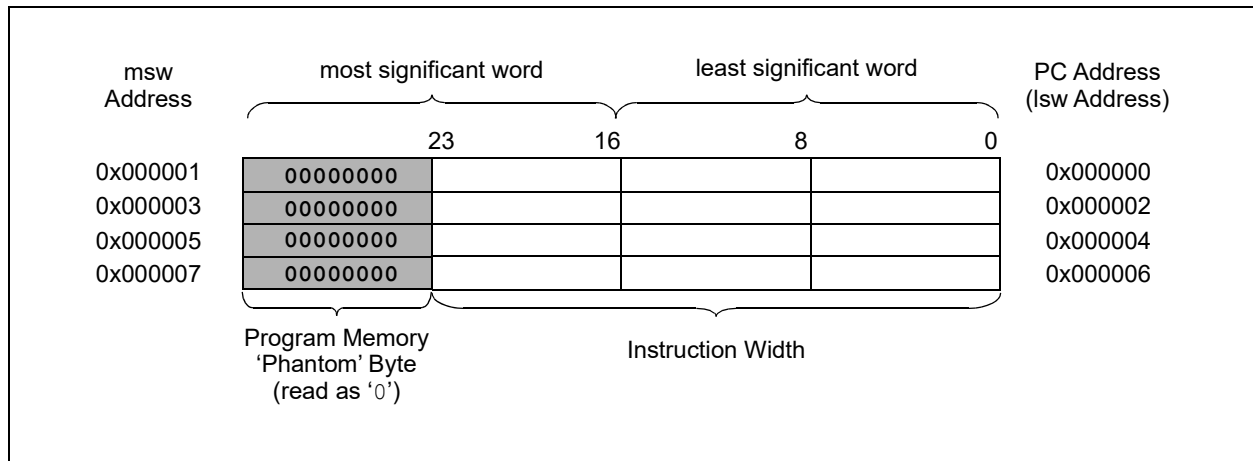 msw
Address
most significant word
least significant word
PC Address
(lsw Address)
23
16
8
0
0x000001
00000000
0x000000
0x000003
00000000
0x000002
0x000005
00000000
0x000004
0x000007
00000000
0x000006
Program Memory
‘Phantom’ Byte
(read as ‘0’)
Instruction Width